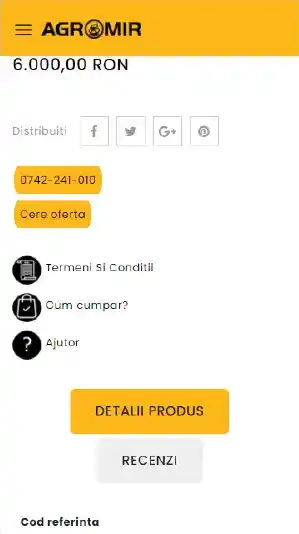 AGROMIR
6.000,00 RON
Distribuiti
0742-241-010
Cere oferta
Termeni Si Conditii
Cum cumpar?
Ajutor
DETALII PRODUS
RECENZI
Cod referinta